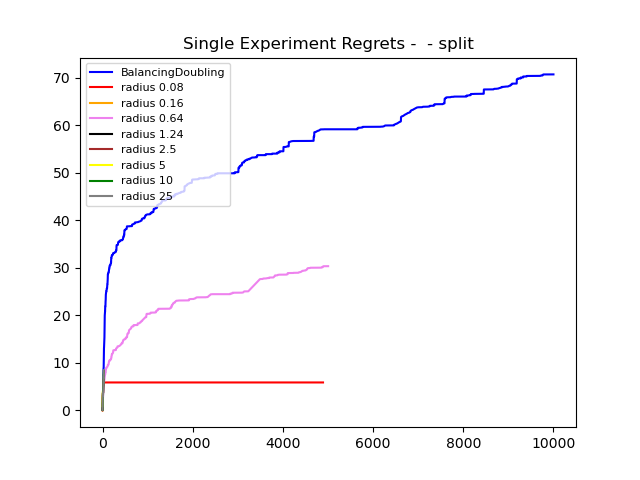 Single Experiment Regrets -  - split
BalancingDoubling
radius 0.08
radius 0.16
radius 0.64
radius 1.24
radius 2.5
radius 5
radius 10
radius 25
70
60
50
40
30
20
10
0
0 2000 4000 6000 8000 10000